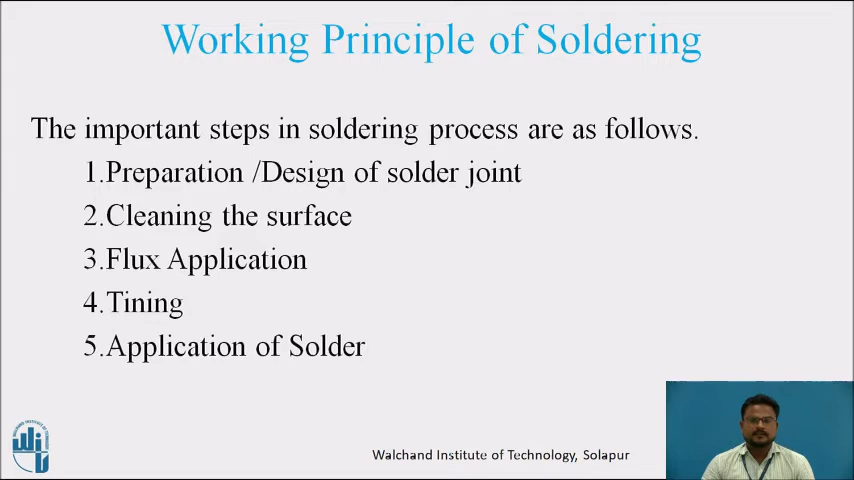 Working Principle of Soldering
The important steps in soldering process are as follows.
1.Preparation /Design of solder joint
2.Cleaning the surface
3.Flux Application
4.Tining
5.Application of Solder
Walchand Institute of Technology, Solapur